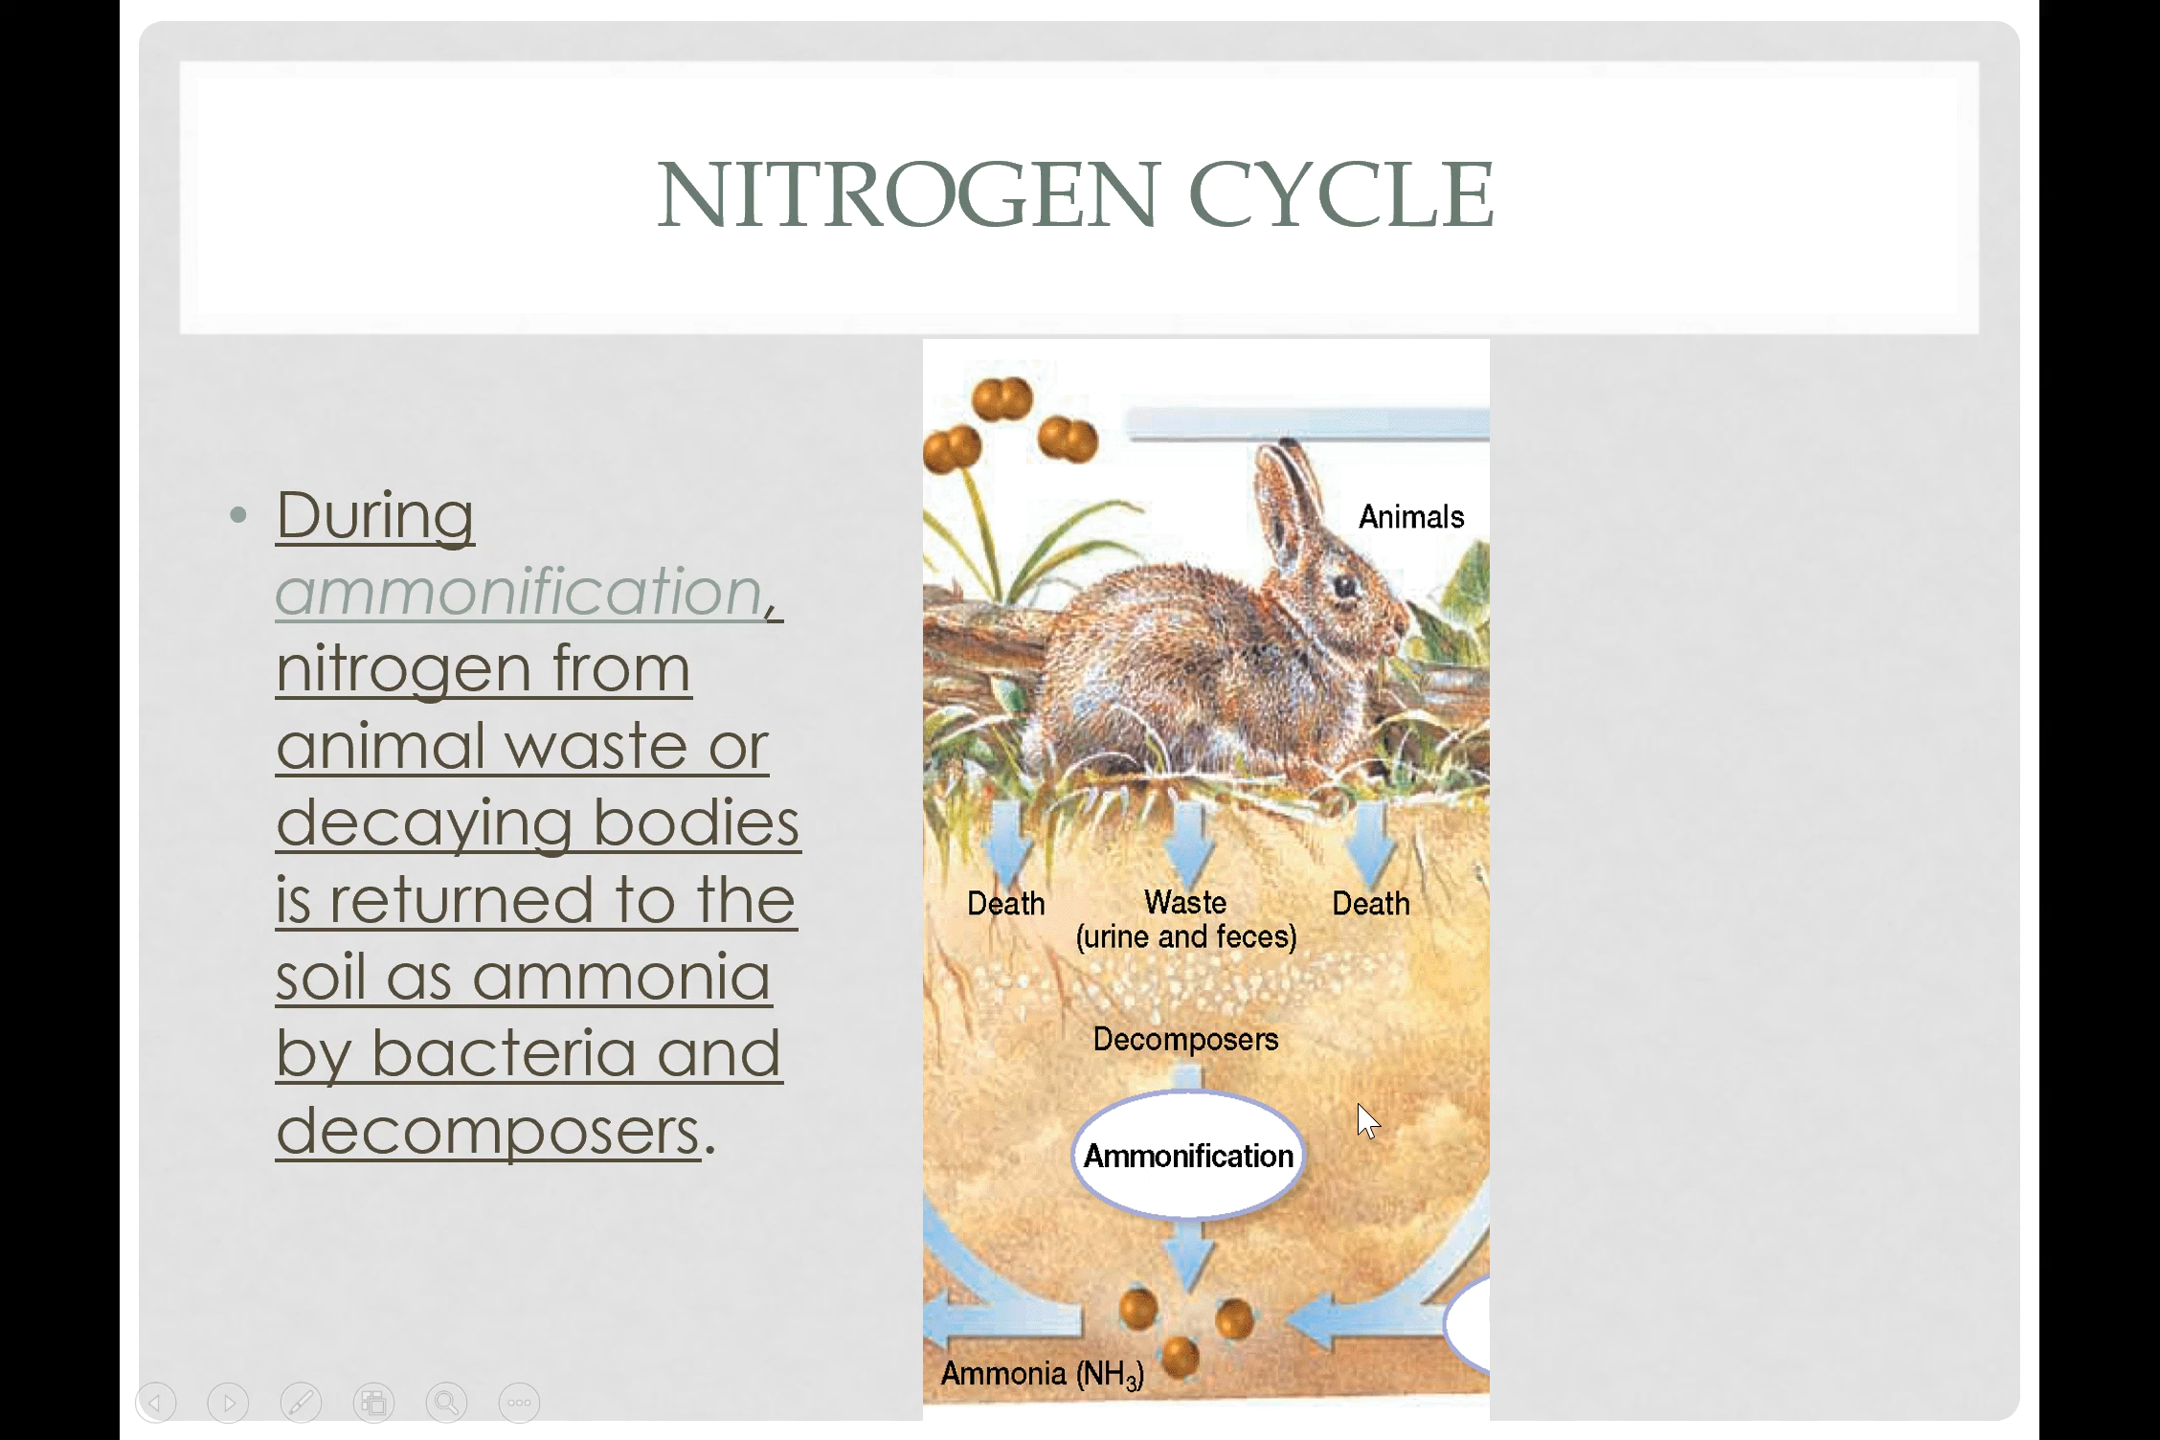 NITROGEN CYCLE
• During
ammonification,
nitrogen from
animal waste or
decaying bodies
is returned to the
soil as ammonia
by bacteria and
decomposers.
Animals
Death
Waste
(urine and feces)
Death
Decomposers
Ammonification
Ammonia (NH₃)